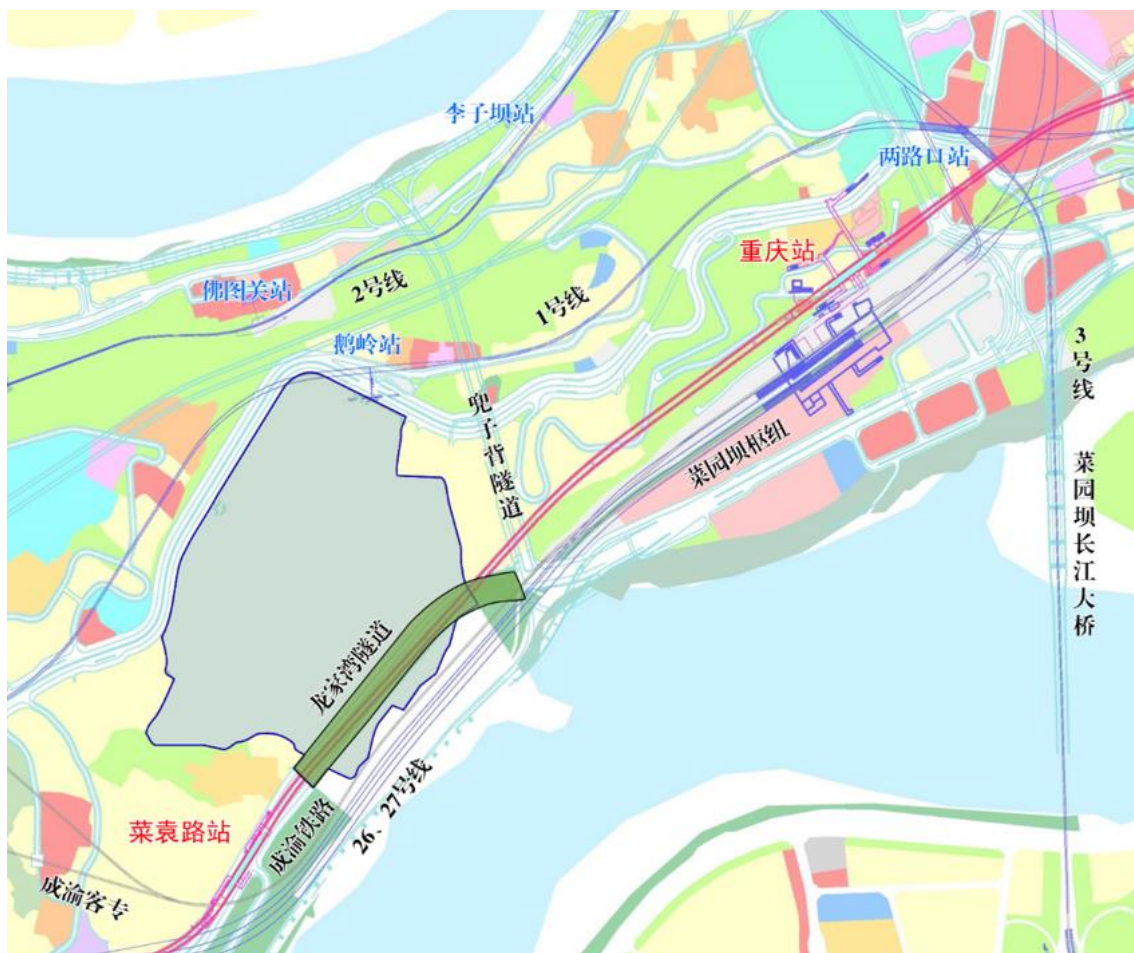 李子坝站
两路口站
重庆站
佛图关站
2号线
1号线
鹅岭站
3号线
兜子背隧道
菜园坝枢纽
菜园坝长江大桥
龙家湾隧道
26、27号线
菜袁路站
成渝铁路
成渝客专